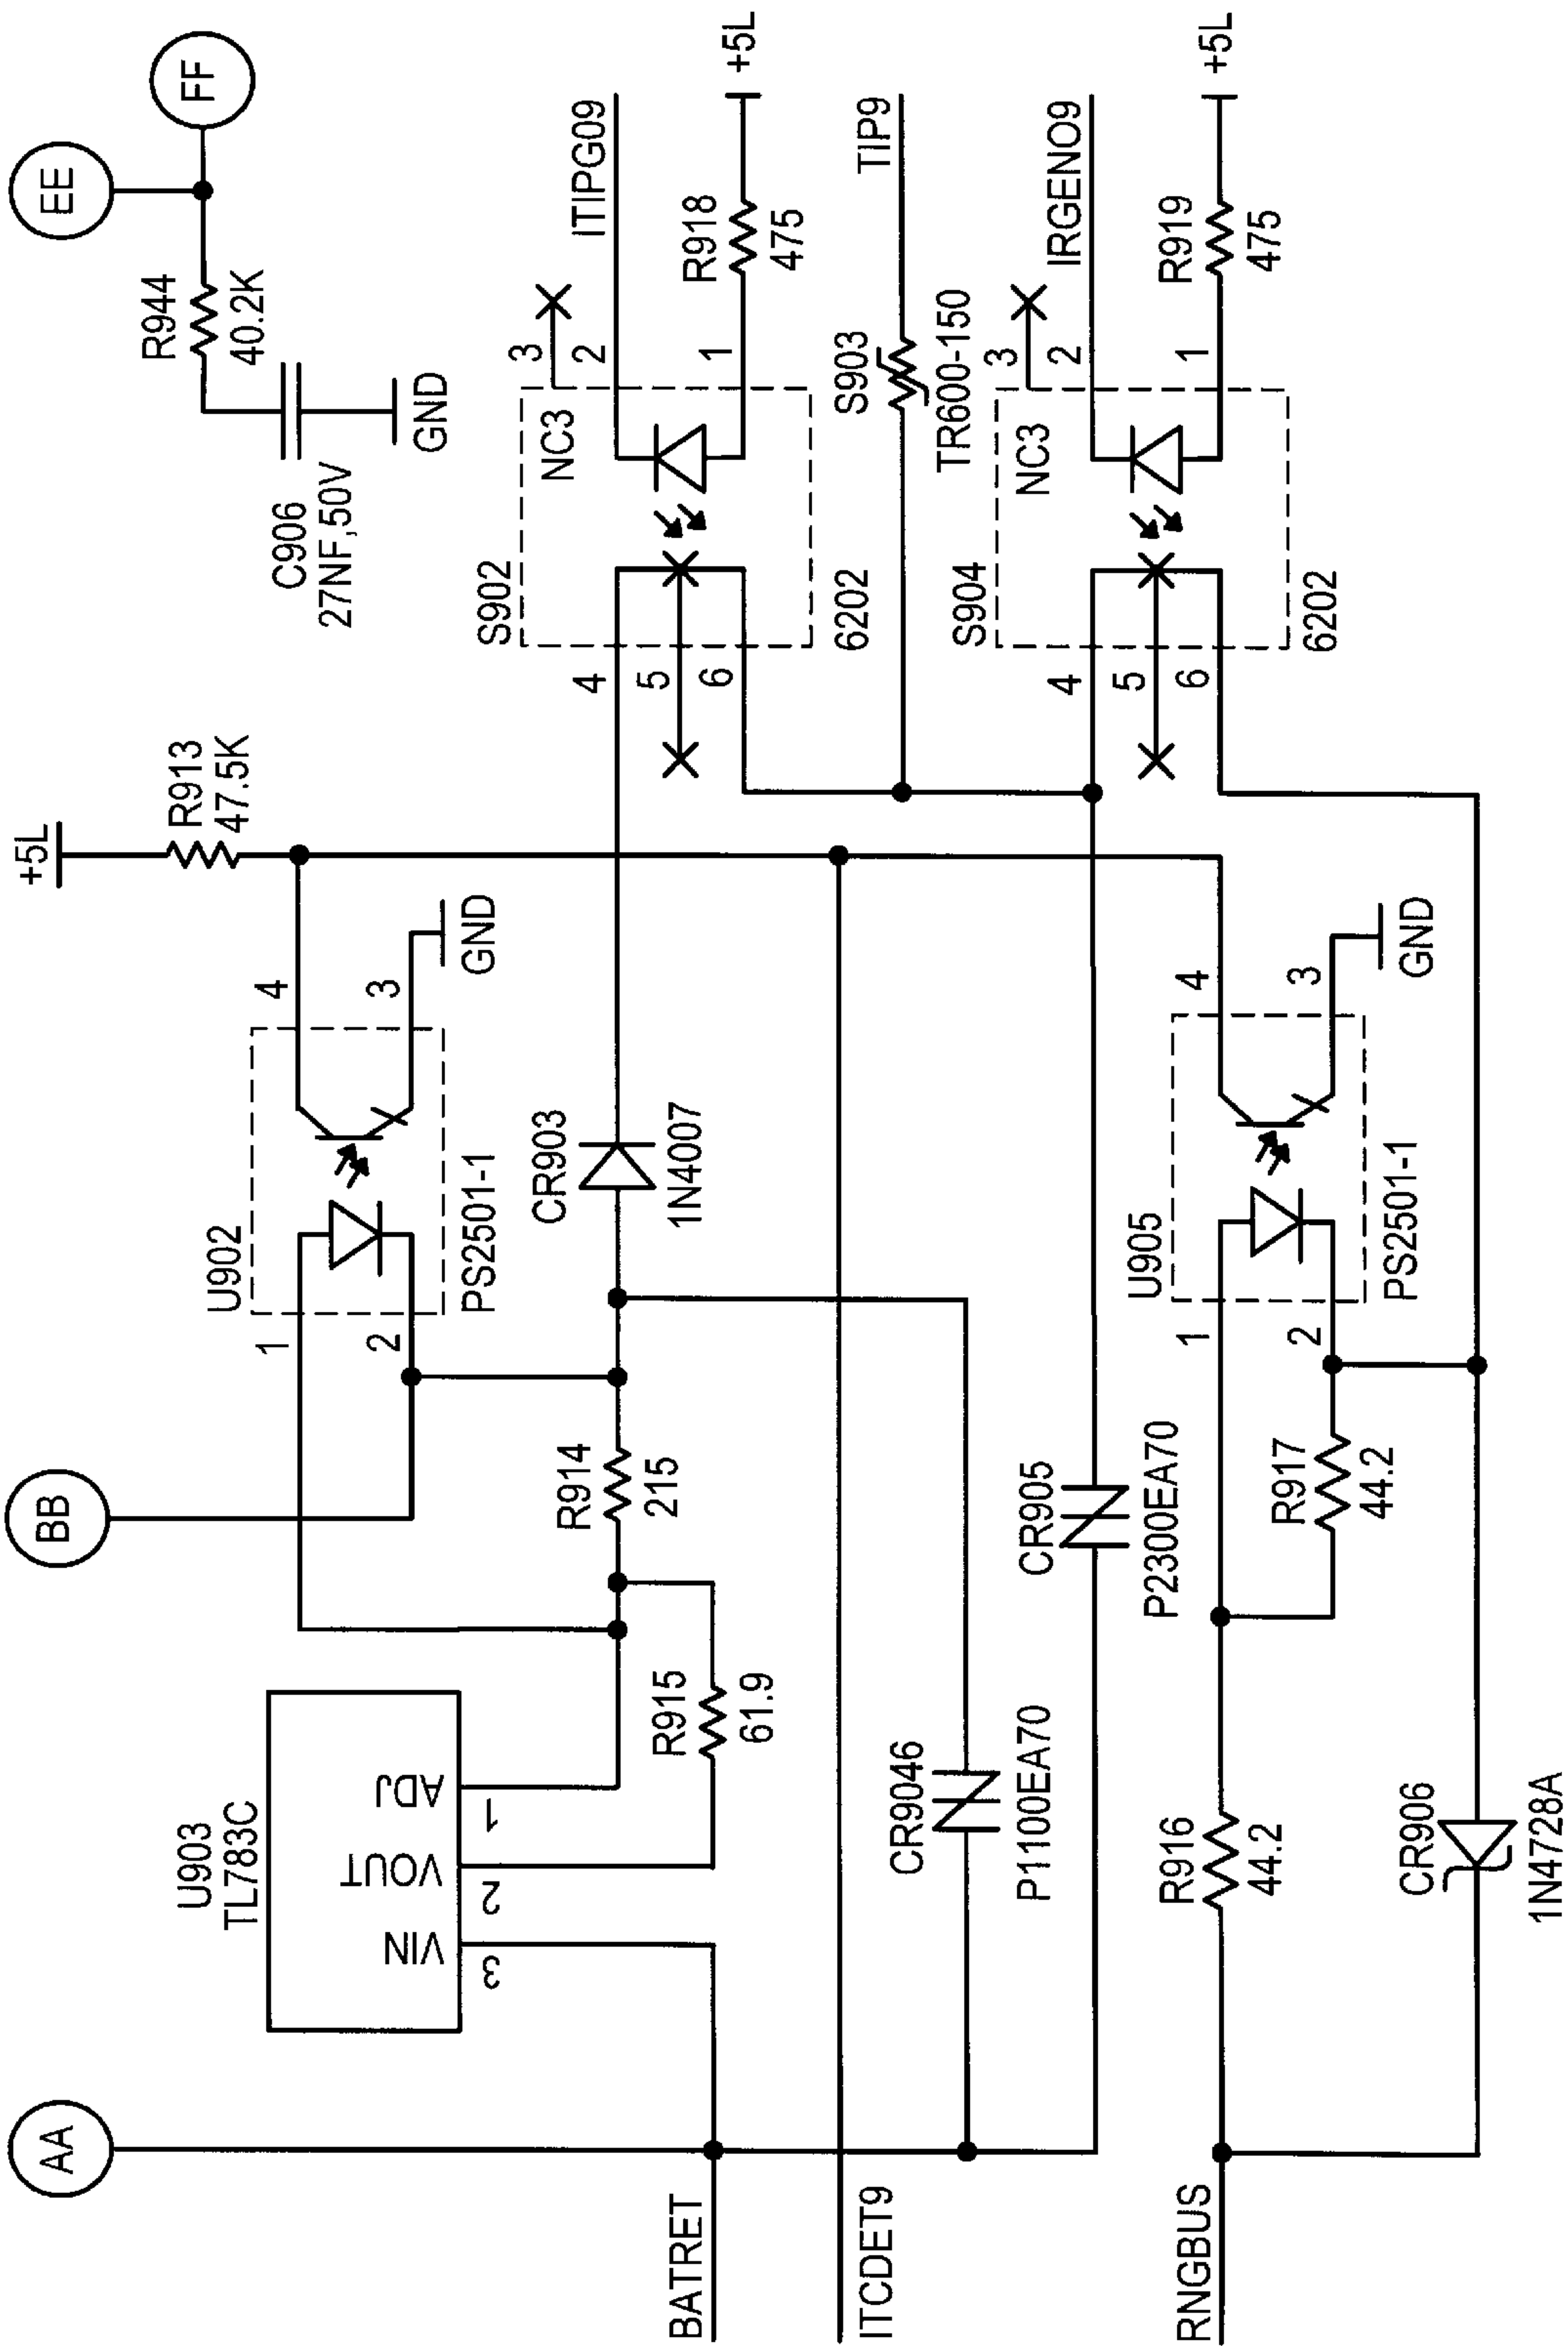 AA
BB
EE
FF
+5L
R913
47.5K
R944
40.2K
C906
27NF,50V
GND
U903
TL783C
VIN
VOUT
ADJ
3
2
1
U902
1
2
4
3
PS2501-1
GND
R914
215
R915
61.9
CR903
1N4007
S902
NC3
4
5
6
3
2
1
6202
ITIPG09
R918
475
+5L
BATRET
ITCDET9
CR9046
P1100EA70
S903
TR600-150
TIP9
CR905
P2300EA70
S904
NC3
4
5
6
3
2
1
6202
IRGENO9
R919
475
+5L
U905
1
2
4
3
PS2501-1
GND
RNGBUS
R916
44.2
R917
44.2
CR906
1N4728A